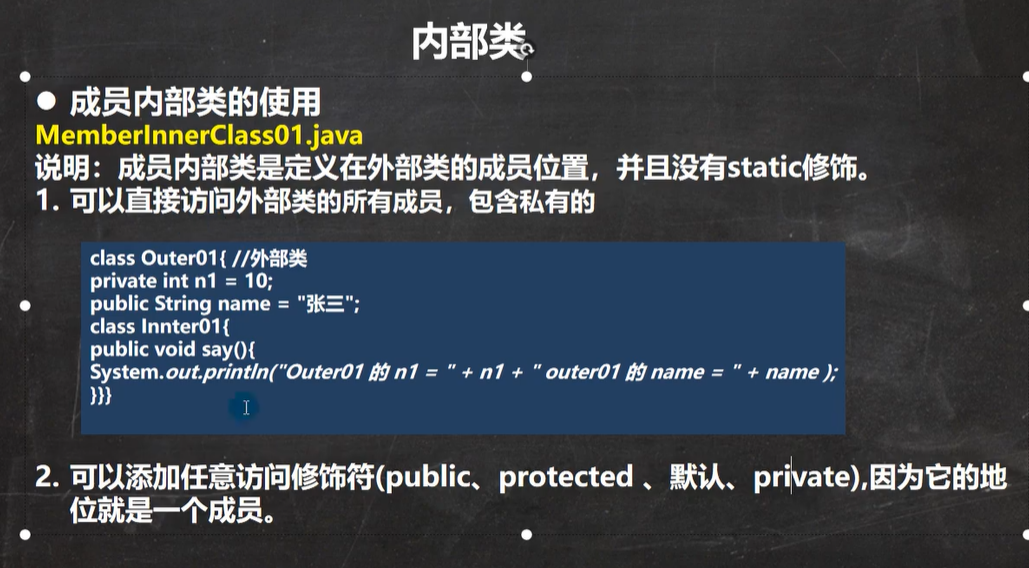 内部类
● 成员内部类的使用
MemberInnerClass01.java
说明：成员内部类是定义在外部类的成员位置，并且没有static修饰。
1. 可以直接访问外部类的所有成员，包含私有的
class Outer01{ //外部类
private int n1 = 10;
public String name = "张三";
class Innter01{
public void say(){
System.out.println("Outer01 的 n1 = " + n1 + " outer01 的 name = " + name );
}}}
2. 可以添加任意访问修饰符(public、protected 、默认、private),因为它的地
位就是一个成员。